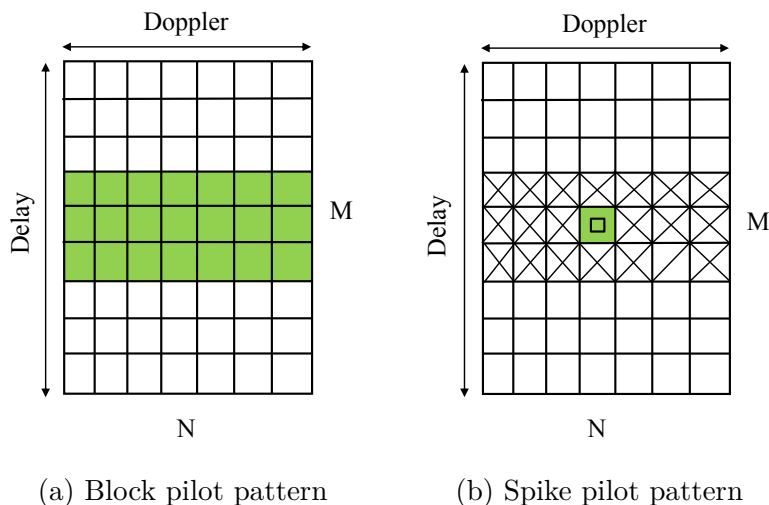 Doppler
Delay
M
N
(a) Block pilot pattern
Doppler
Delay
M
N
(b) Spike pilot pattern